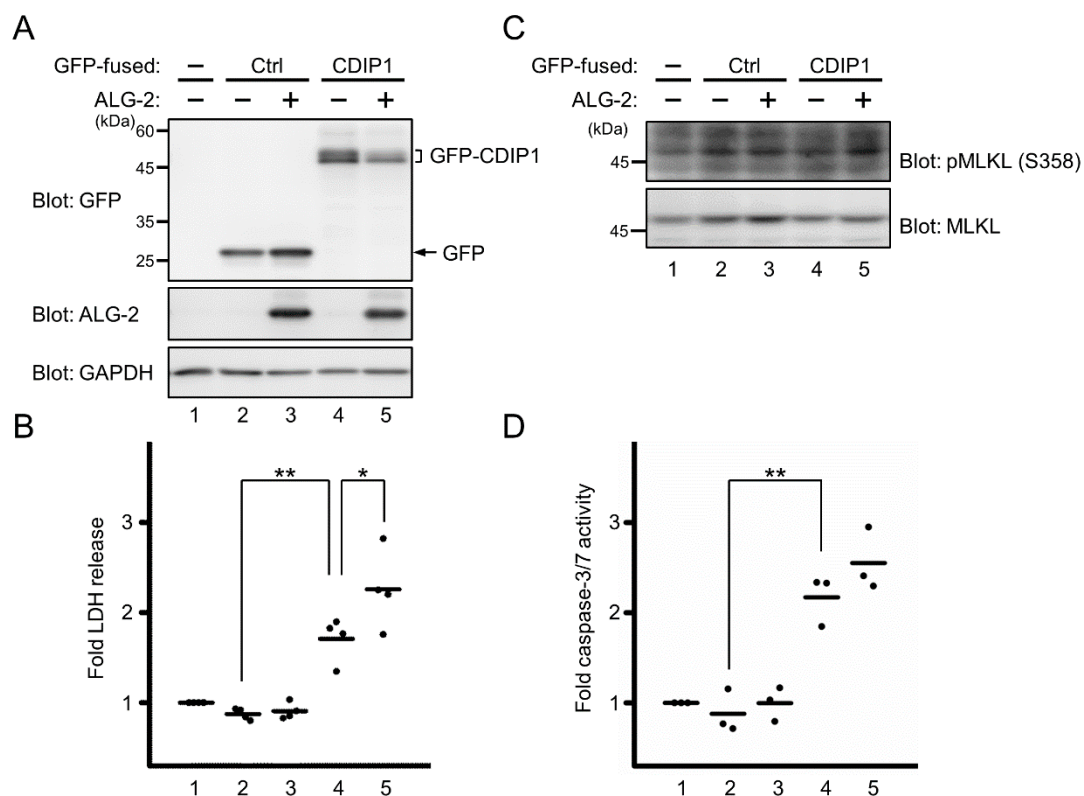 A
GFP-fused: – Ctrl CDIP1
ALG-2: – – + – +
(kDa)
60
45
35
25
Blot: GFP
GFP-CDIP1
GFP
Blot: ALG-2
Blot: GAPDH
1 2 3 4 5
B
Fold LDH release
3
2
1
** *
1 2 3 4 5
C
GFP-fused: – Ctrl CDIP1
ALG-2: – – + – +
(kDa)
45
Blot: pMLKL (S358)
45
Blot: MLKL
1 2 3 4 5
D
Fold caspase-3/7 activity
3
2
1
**
1 2 3 4 5